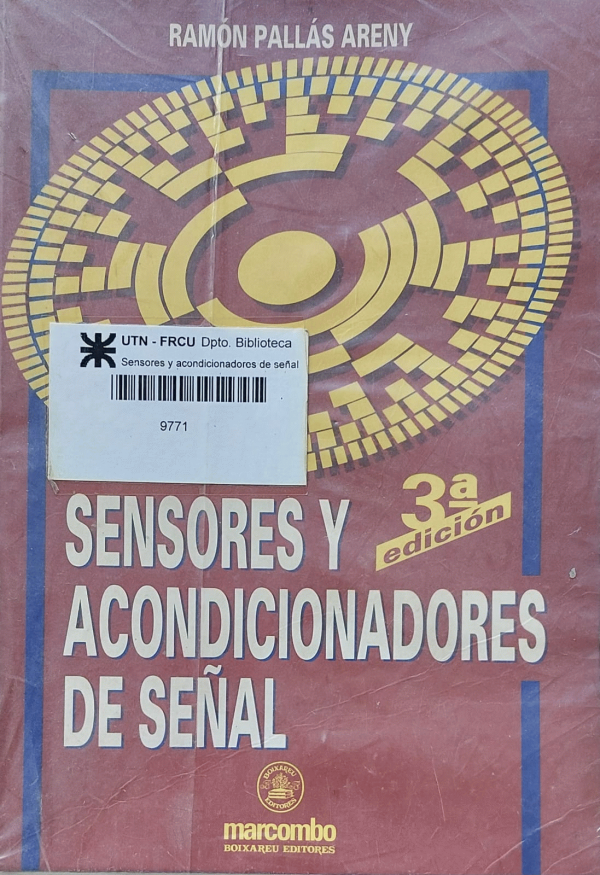 RAMÓN PALLÁS ARENY
UTN - FRCU Dpto. Biblioteca
Sensores y acondicionadores de señal
9771
3ª
edición
SENSORES Y
ACONDICIONADORES
DE SEÑAL
BOIXAREU
EDITORES
marcombo
BOIXAREU EDITORES